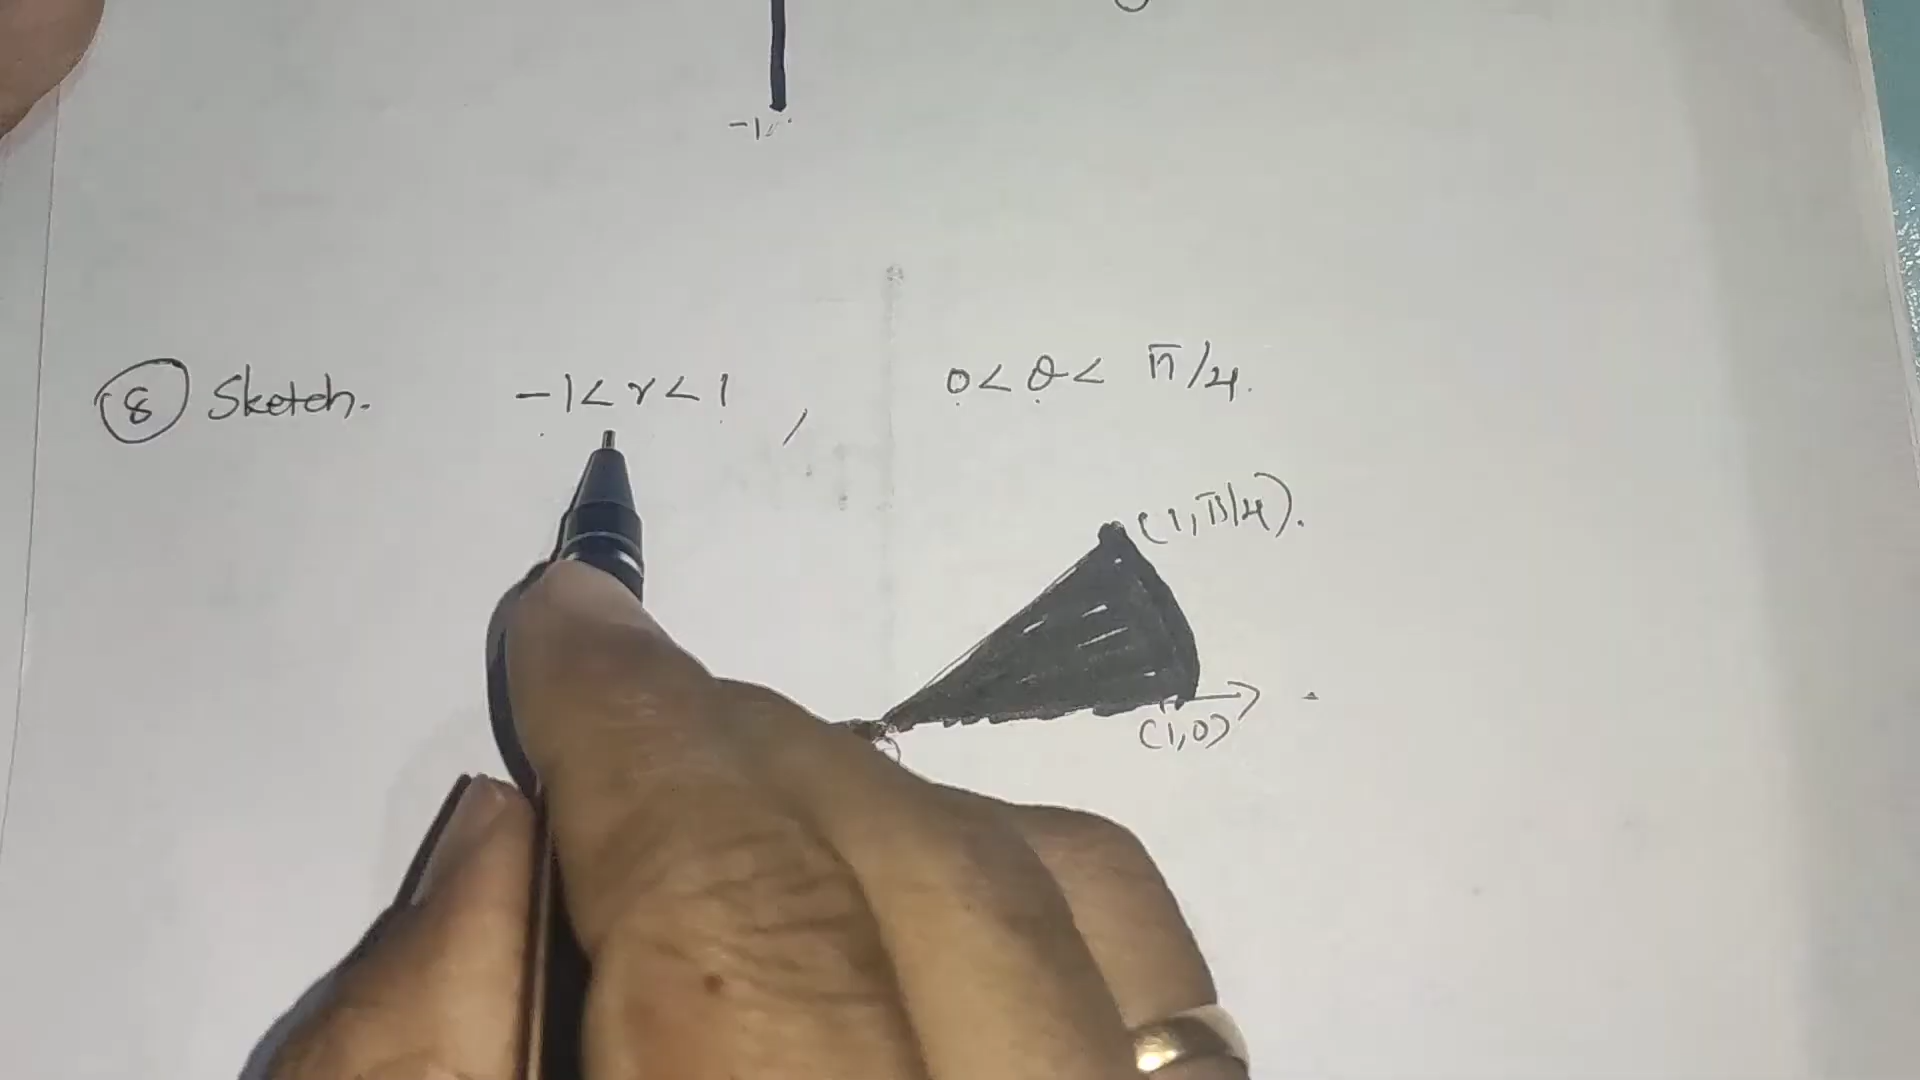 -1
⑧ Sketch. -1 < r < 1 , 0 < θ < π/4.
(1, π/4).
(1,0)